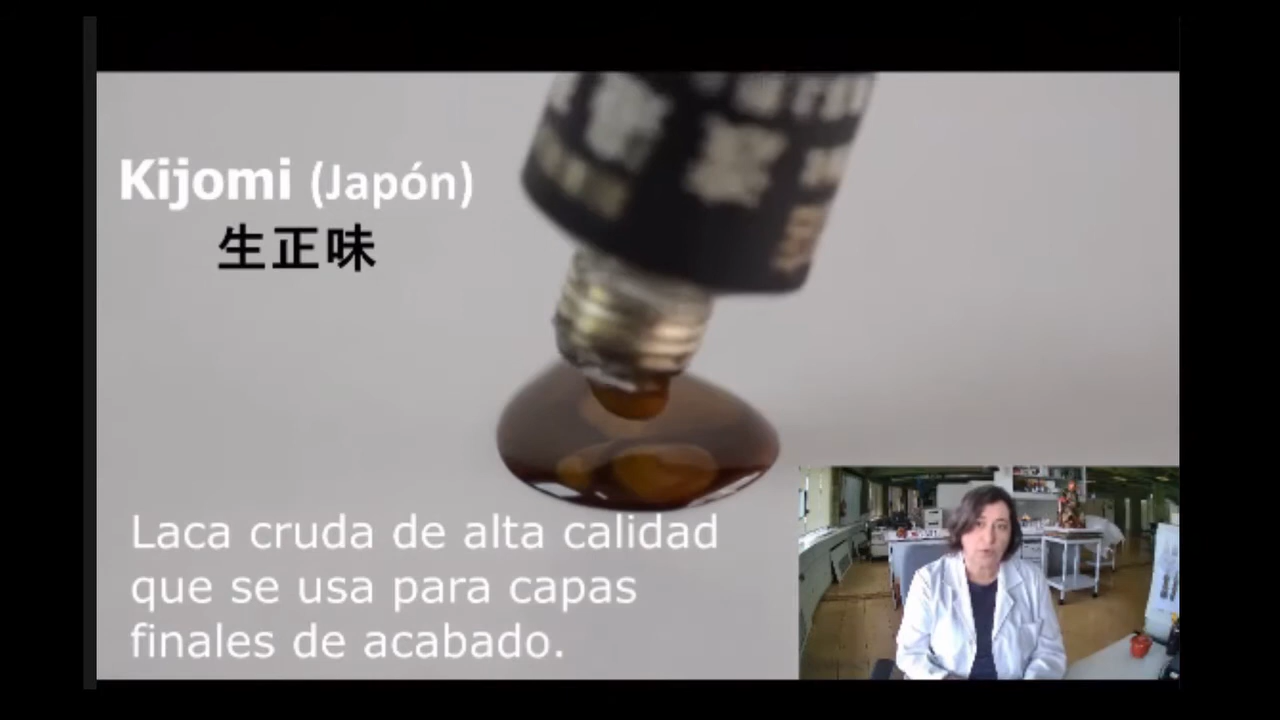 Kijomi (Japón)
生正味
Laca cruda de alta calidad
que se usa para capas
finales de acabado.